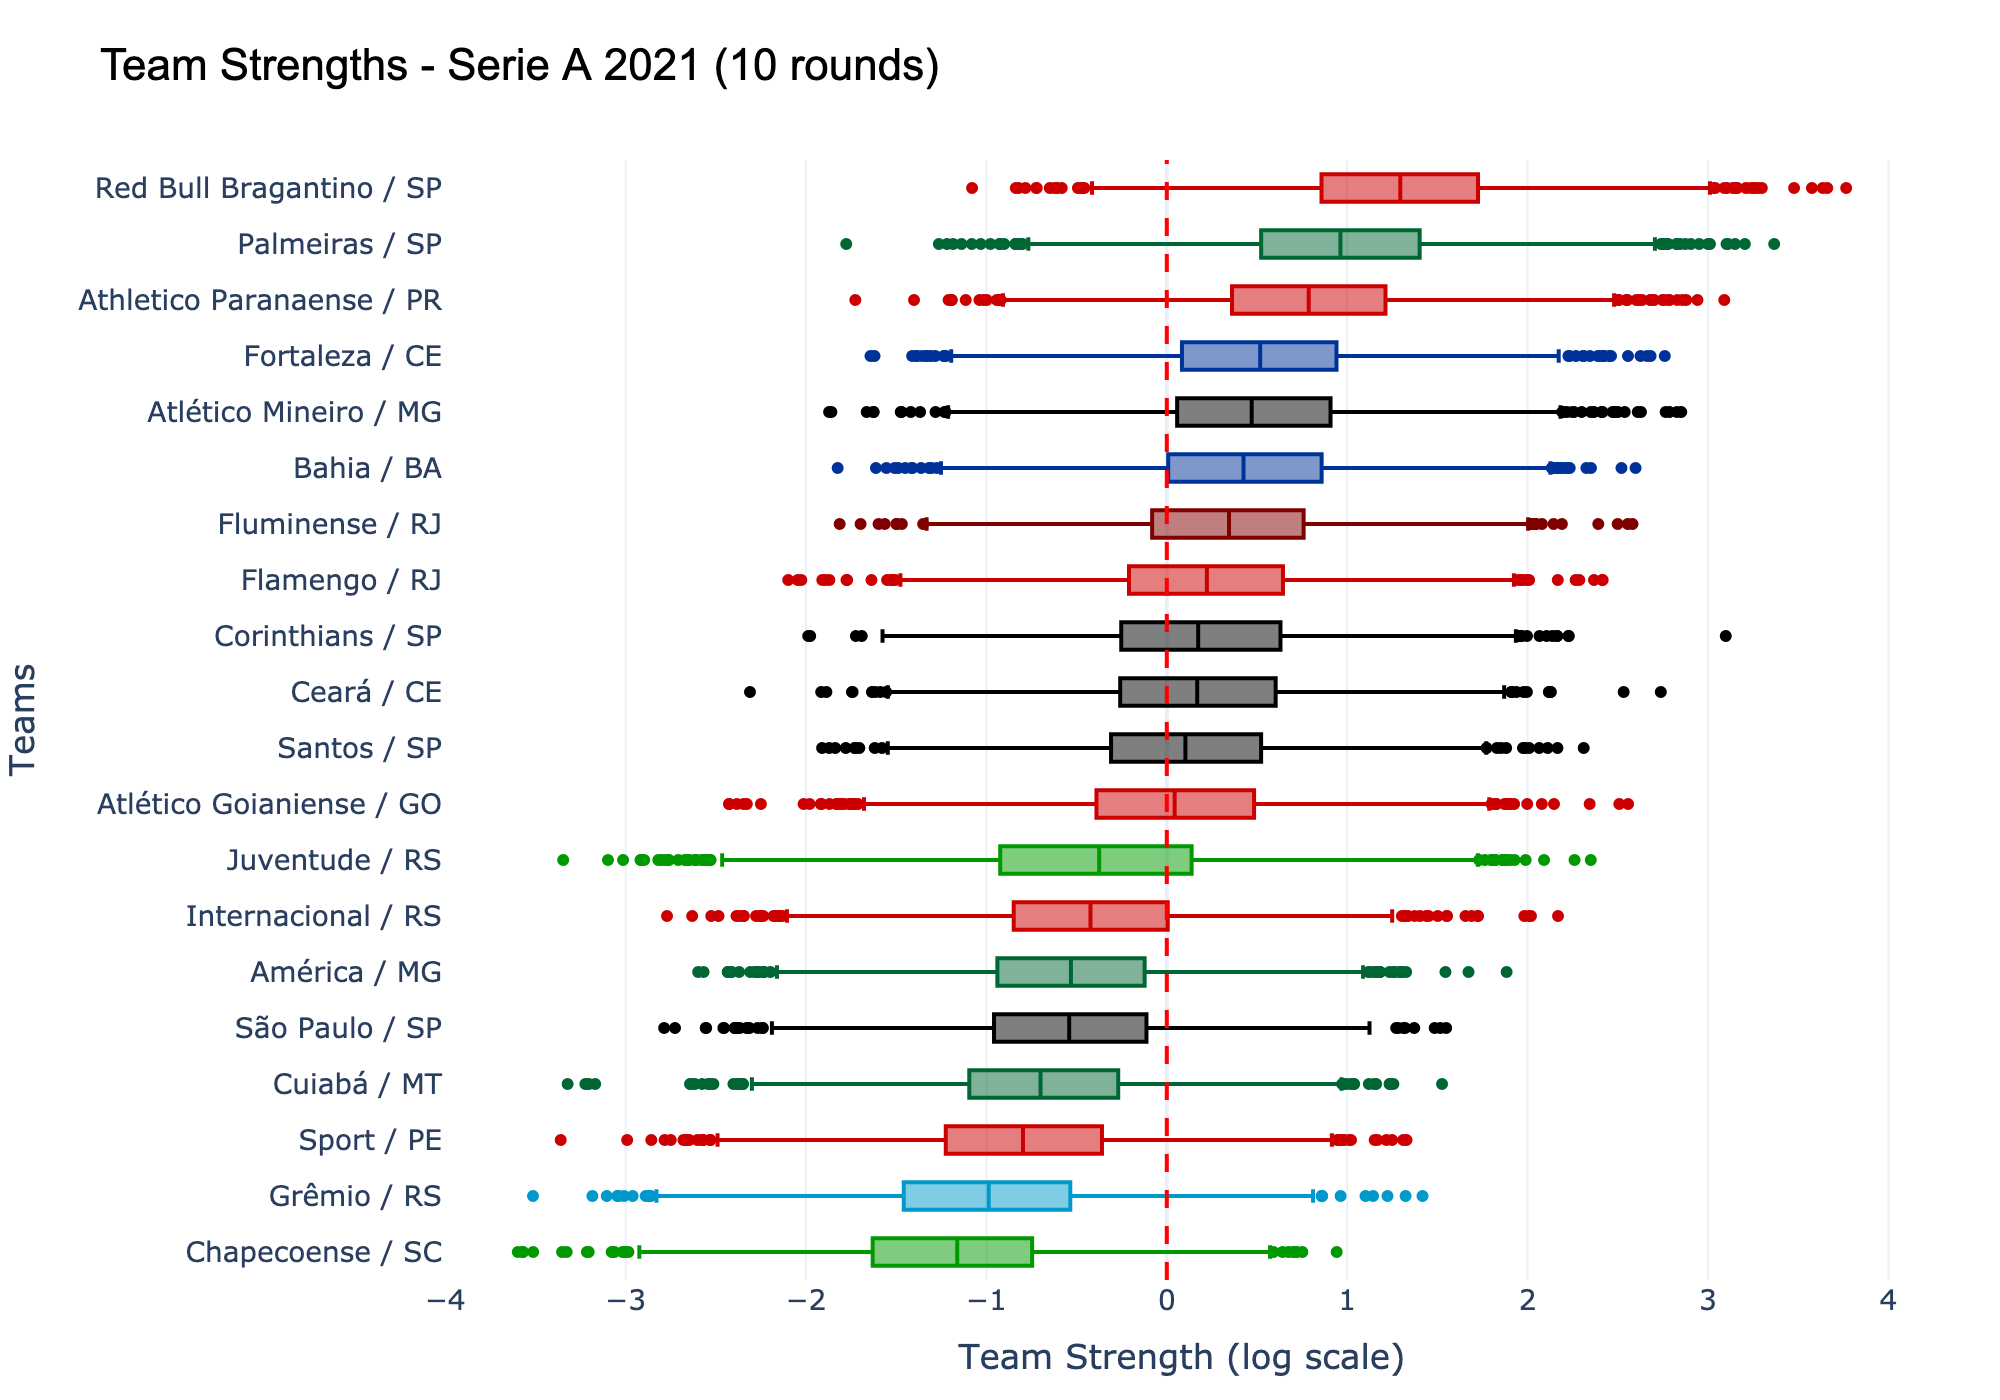 Team Strengths - Serie A 2021 (10 rounds)
Red Bull Bragantino / SP
Palmeiras / SP
Athletico Paranaense / PR
Fortaleza / CE
Atlético Mineiro / MG
Bahia / BA
Fluminense / RJ
Flamengo / RJ
Corinthians / SP
Ceará / CE
Santos / SP
Atlético Goianiense / GO
Juventude / RS
Internacional / RS
América / MG
São Paulo / SP
Cuiabá / MT
Sport / PE
Grêmio / RS
Chapecoense / SC
Teams
−4 −3 −2 −1 0 1 2 3 4
Team Strength (log scale)